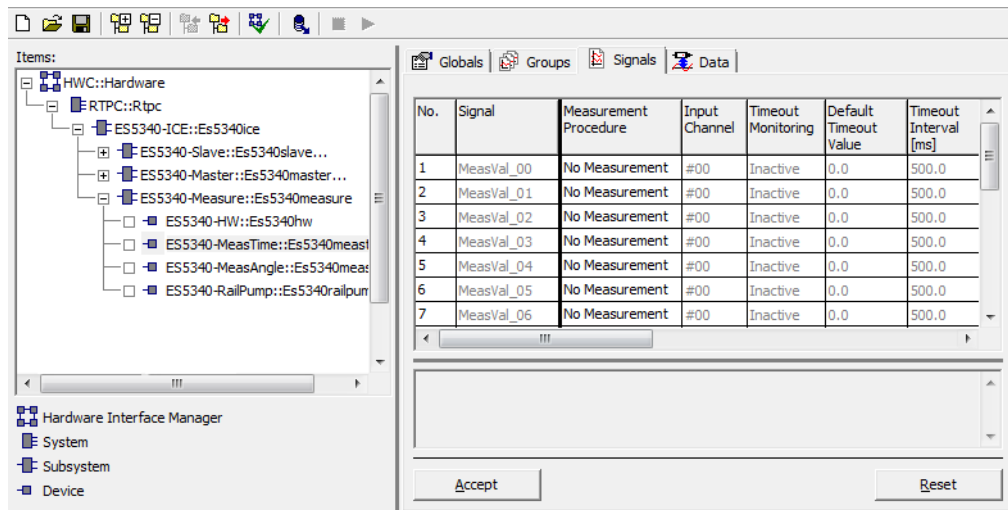 Items:
HWC::Hardware
RTPC::Rtpc
ES5340-ICE::Es5340ice
ES5340-Slave::Es5340slave...
ES5340-Master::Es5340master...
ES5340-Measure::Es5340measure
ES5340-HW::Es5340hw
ES5340-MeasTime::Es5340meast
ES5340-MeasAngle::Es5340meas
ES5340-RailPump::Es5340railpum
Hardware Interface Manager
System
Subsystem
Device
Globals Groups Signals Data
No. Signal Measurement Procedure Input Channel Timeout Monitoring Default Timeout Value Timeout Interval [ms]
1 MeasVal_00 No Measurement #00 Inactive 0.0 500.0
2 MeasVal_01 No Measurement #00 Inactive 0.0 500.0
3 MeasVal_02 No Measurement #00 Inactive 0.0 500.0
4 MeasVal_03 No Measurement #00 Inactive 0.0 500.0
5 MeasVal_04 No Measurement #00 Inactive 0.0 500.0
6 MeasVal_05 No Measurement #00 Inactive 0.0 500.0
7 MeasVal_06 No Measurement #00 Inactive 0.0 500.0
Accept Reset